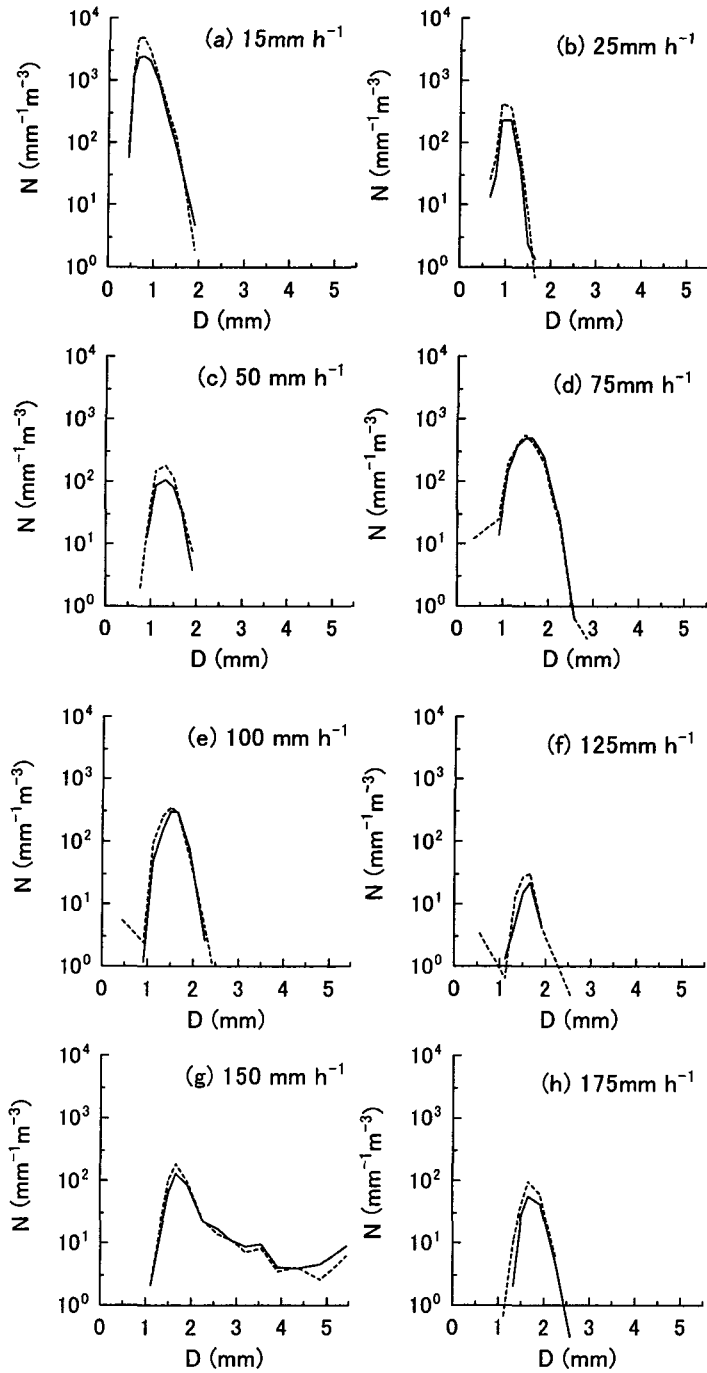 (a) 15mm h⁻¹
N (mm⁻¹m⁻³)
10⁴
10³
10²
10¹
10⁰
0 1 2 3 4 5
D (mm)
(b) 25mm h⁻¹
N (mm⁻¹m⁻³)
10⁴
10³
10²
10¹
10⁰
0 1 2 3 4 5
D (mm)
(c) 50 mm h⁻¹
N (mm⁻¹m⁻³)
10⁴
10³
10²
10¹
10⁰
0 1 2 3 4 5
D (mm)
(d) 75mm h⁻¹
N (mm⁻¹m⁻³)
10⁴
10³
10²
10¹
10⁰
0 1 2 3 4 5
D (mm)
(e) 100 mm h⁻¹
N (mm⁻¹m⁻³)
10⁴
10³
10²
10¹
10⁰
0 1 2 3 4 5
D (mm)
(f) 125mm h⁻¹
N (mm⁻¹m⁻³)
10⁴
10³
10²
10¹
10⁰
0 1 2 3 4 5
D (mm)
(g) 150 mm h⁻¹
N (mm⁻¹m⁻³)
10⁴
10³
10²
10¹
10⁰
0 1 2 3 4 5
D (mm)
(h) 175mm h⁻¹
N (mm⁻¹m⁻³)
10⁴
10³
10²
10¹
10⁰
0 1 2 3 4 5
D (mm)